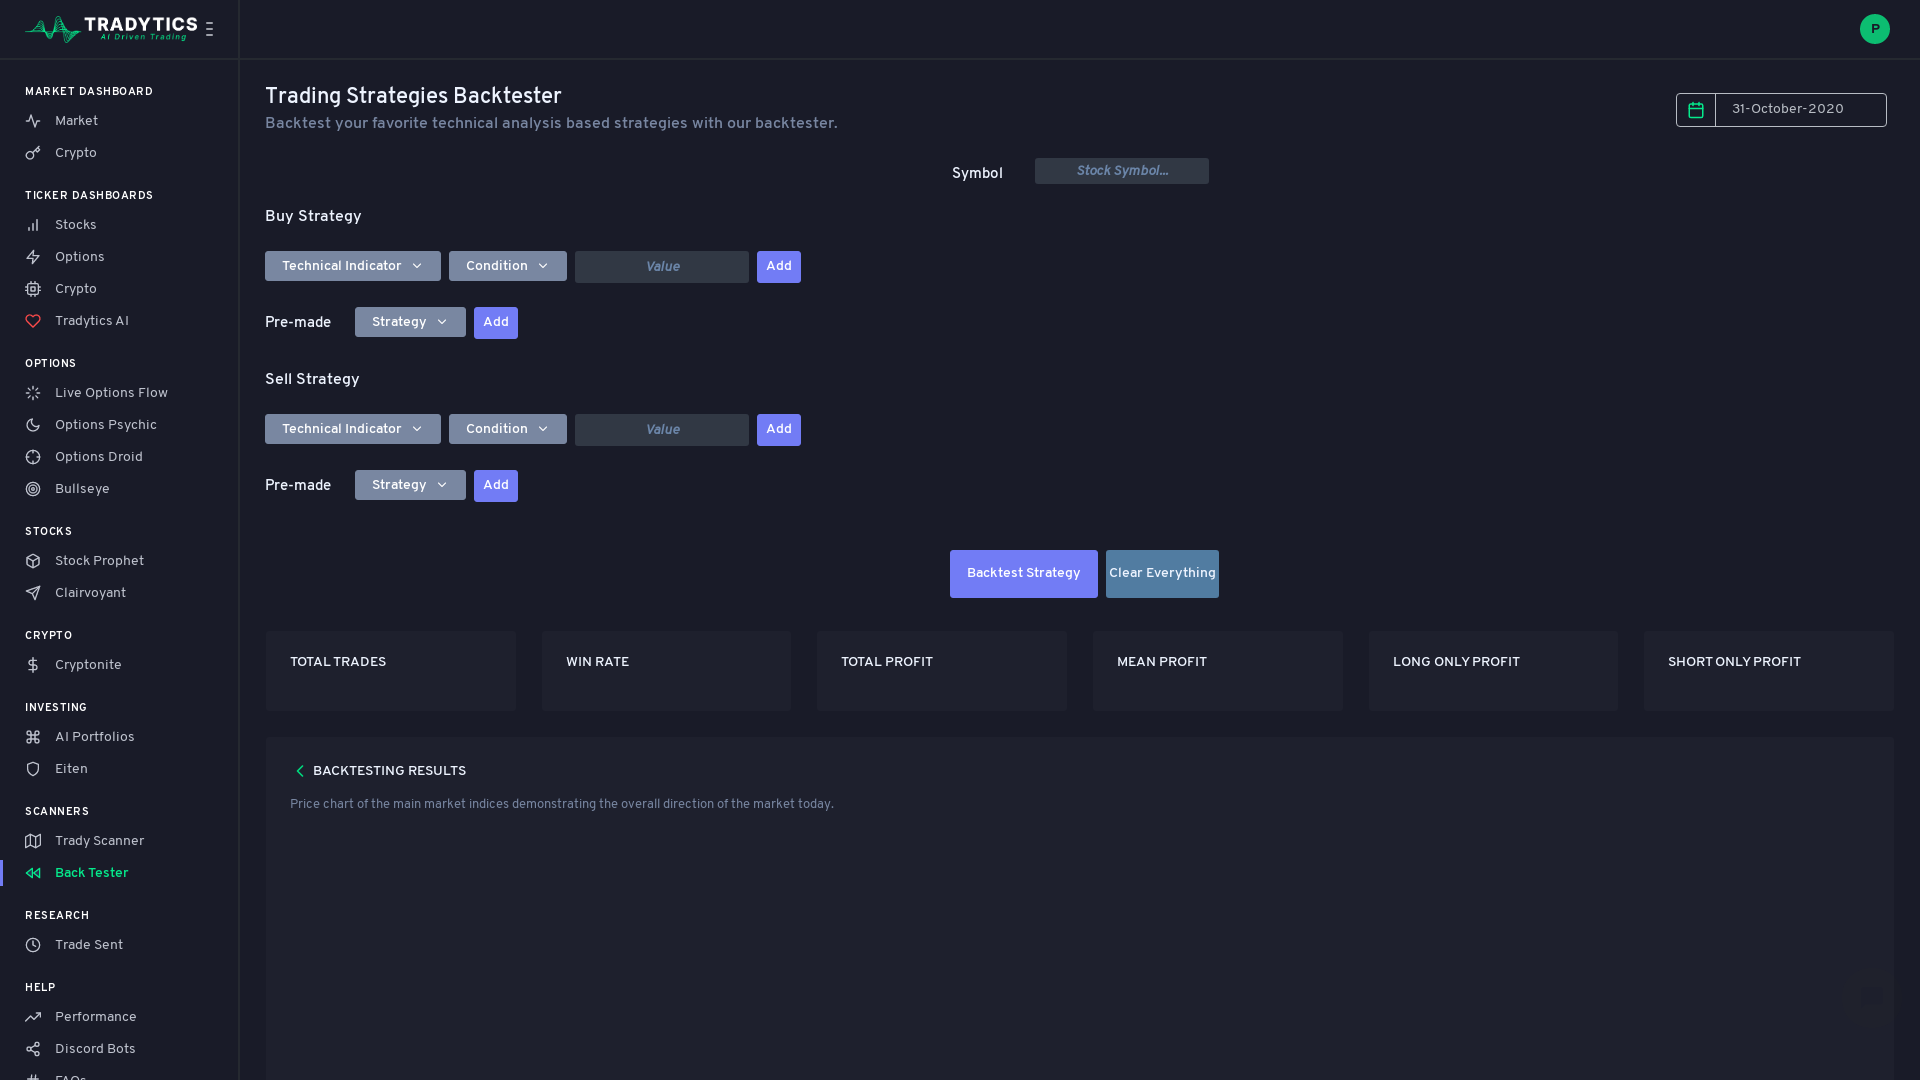 TRADYTICS
AI Driven Trading
P
MARKET DASHBOARD
Market
Crypto
TICKER DASHBOARDS
Stocks
Options
Crypto
Tradytics AI
OPTIONS
Live Options Flow
Options Psychic
Options Droid
Bullseye
STOCKS
Stock Prophet
Clairvoyant
CRYPTO
Cryptonite
INVESTING
AI Portfolios
Eiten
SCANNERS
Trady Scanner
Back Tester
RESEARCH
Trade Sent
HELP
Performance
Discord Bots
FAQs
Trading Strategies Backtester
Backtest your favorite technical analysis based strategies with our backtester.
31-October-2020
Symbol Stock Symbol...
Buy Strategy
Technical Indicator Condition Value Add
Pre-made Strategy Add
Sell Strategy
Technical Indicator Condition Value Add
Pre-made Strategy Add
Backtest Strategy Clear Everything
TOTAL TRADES WIN RATE TOTAL PROFIT MEAN PROFIT LONG ONLY PROFIT SHORT ONLY PROFIT
BACKTESTING RESULTS
Price chart of the main market indices demonstrating the overall direction of the market today.